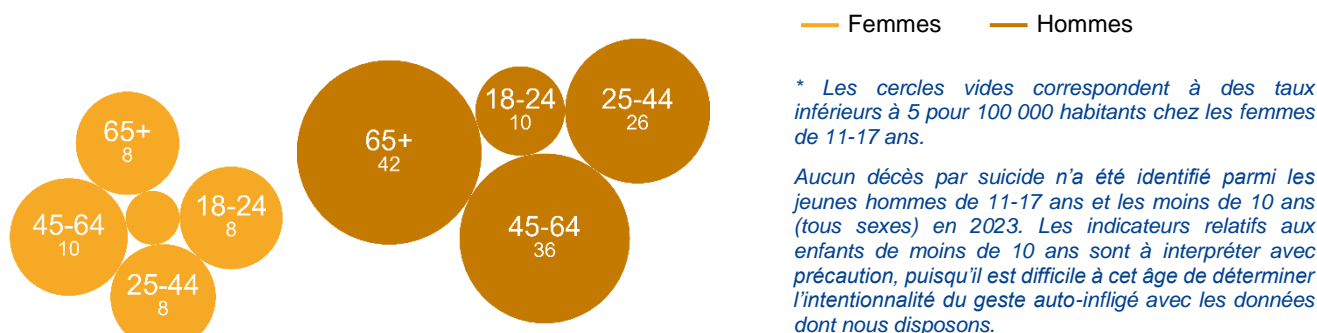 Femmes Hommes
65+
8
18-24
8
45-64
10
25-44
8
65+
42
18-24
10
25-44
26
45-64
36
* Les cercles vides correspondent à des taux
inférieurs à 5 pour 100 000 habitants chez les femmes
de 11-17 ans.
Aucun décès par suicide n'a été identifié parmi les
jeunes hommes de 11-17 ans et les moins de 10 ans
(tous sexes) en 2023. Les indicateurs relatifs aux
enfants de moins de 10 ans sont à interpréter avec
précaution, puisqu'il est difficile à cet âge de déterminer
l'intentionnalité du geste auto-infligé avec les données
dont nous disposons.